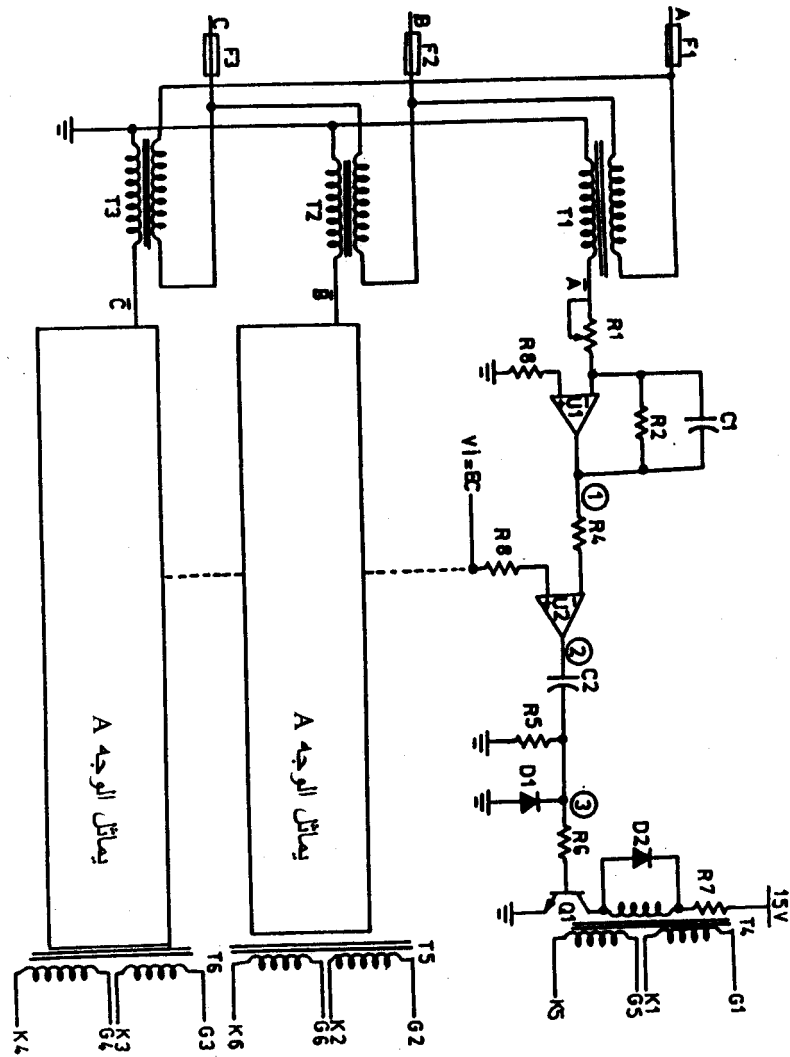 A
F1
B
F2
C
F3
T1
T2
T3
Ā
B̄
C̄
R1
R8
U1
R2
C1
①
R4
Vi=EC
R8
U2
②
C2
R5
D1
③
R6
D2
R7
15V
Q1
T4
G1
K1
G5
K5
يماثل الوجه A
T5
G2
K2
G6
K6
يماثل الوجه A
T6
G3
K3
G4
K4